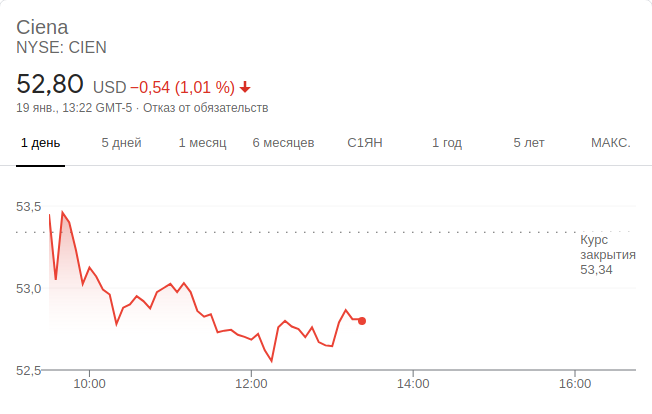 Ciena
NYSE: CIEN
52,80 USD −0,54 (1,01 %)
19 янв., 13:22 GMT-5 · Отказ от обязательств
1 день 5 дней 1 месяц 6 месяцев С1ЯН 1 год 5 лет МАКС.
53,5
Курс
закрытия
53,34
53,0
52,5
10:00 12:00 14:00 16:00